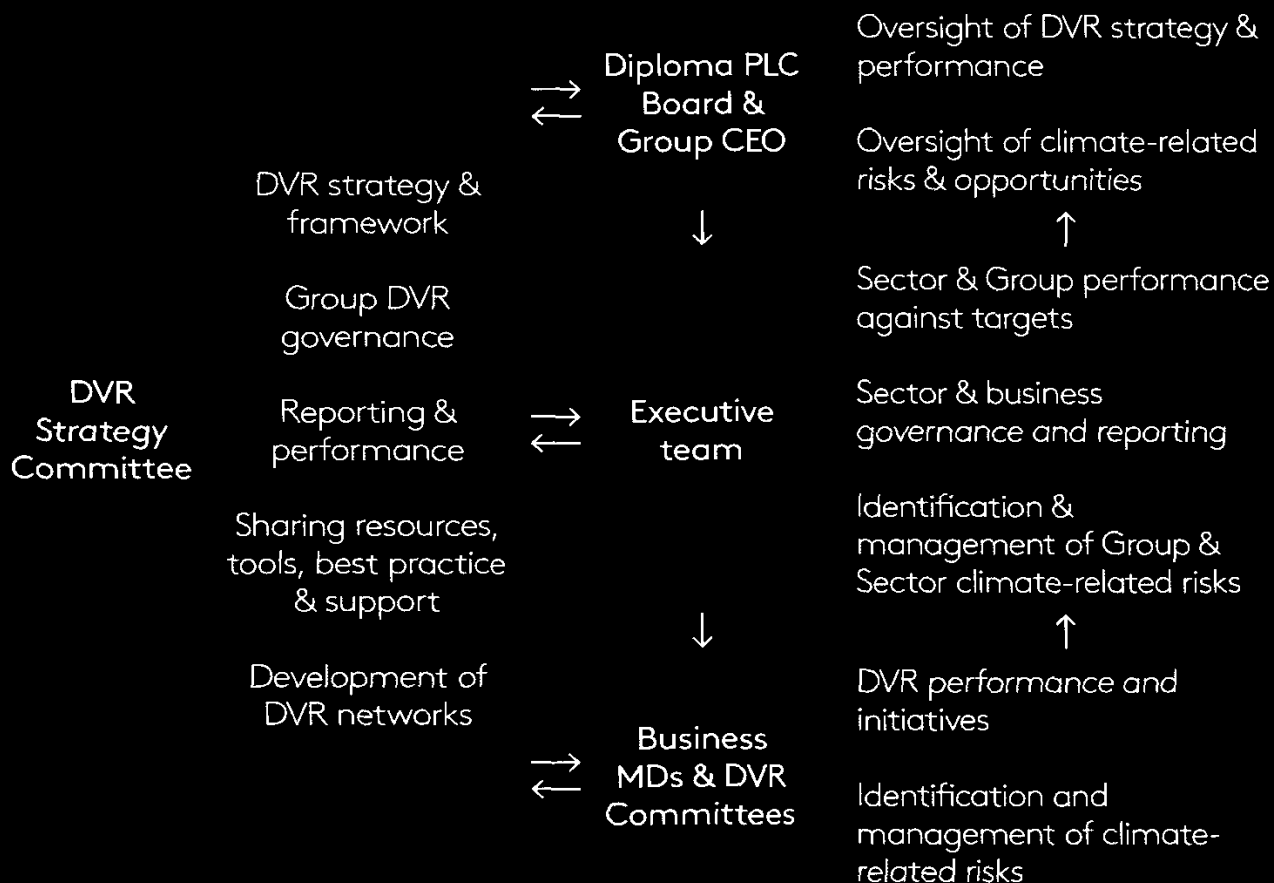 DVR
Strategy
Committee
DVR strategy &
framework
Group DVR
governance
Reporting &
performance
Sharing resources,
tools, best practice
& support
Development of
DVR networks
Diploma PLC
Board &
Group CEO
Executive
team
Business
MDs & DVR
Committees
Oversight of DVR strategy &
performance
Oversight of climate-related
risks & opportunities
Sector & Group performance
against targets
Sector & business
governance and reporting
Identification &
management of Group &
Sector climate-related risks
DVR performance and
initiatives
Identification and
management of climate-
related risks